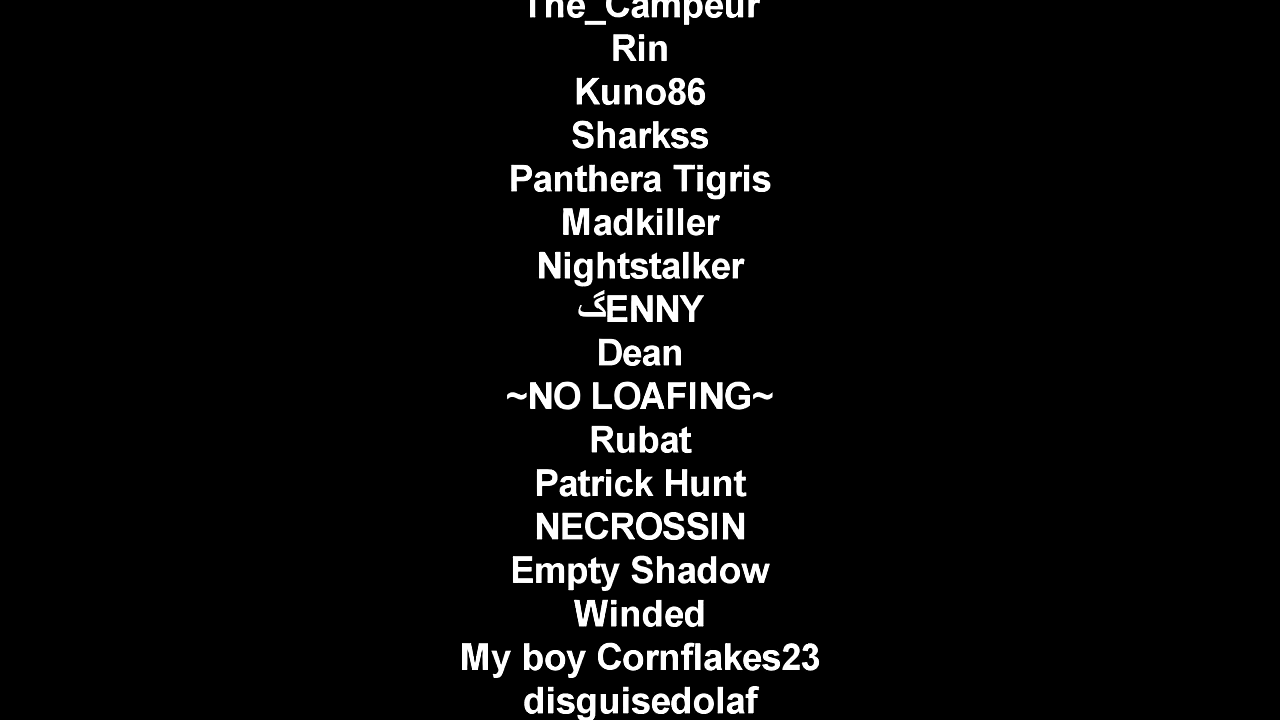 The_Campeur
Rin
Kuno86
Sharkss
Panthera Tigris
Madkiller
Nightstalker
گENNY
Dean
~NO LOAFING~
Rubat
Patrick Hunt
NECROSSIN
Empty Shadow
Winded
My boy Cornflakes23
disguisedolaf